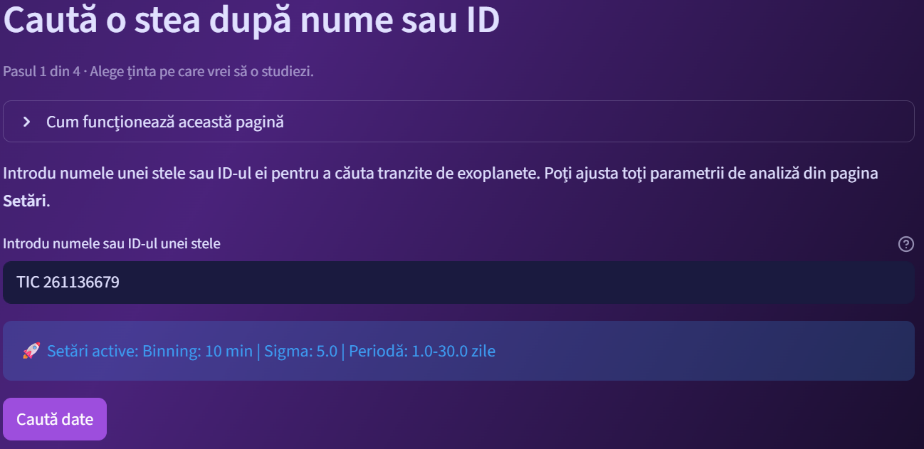 Caută o stea după nume sau ID
Pasul 1 din 4 · Alege ținta pe care vrei să o studiezi.
Cum funcționează această pagină
Introdu numele unei stele sau ID-ul ei pentru a căuta tranzite de exoplanete. Poți ajusta toți parametrii de analiză din pagina
Setări.
Introdu numele sau ID-ul unei stele
TIC 261136679
🚀 Setări active: Binning: 10 min | Sigma: 5.0 | Periodă: 1.0-30.0 zile
Caută date